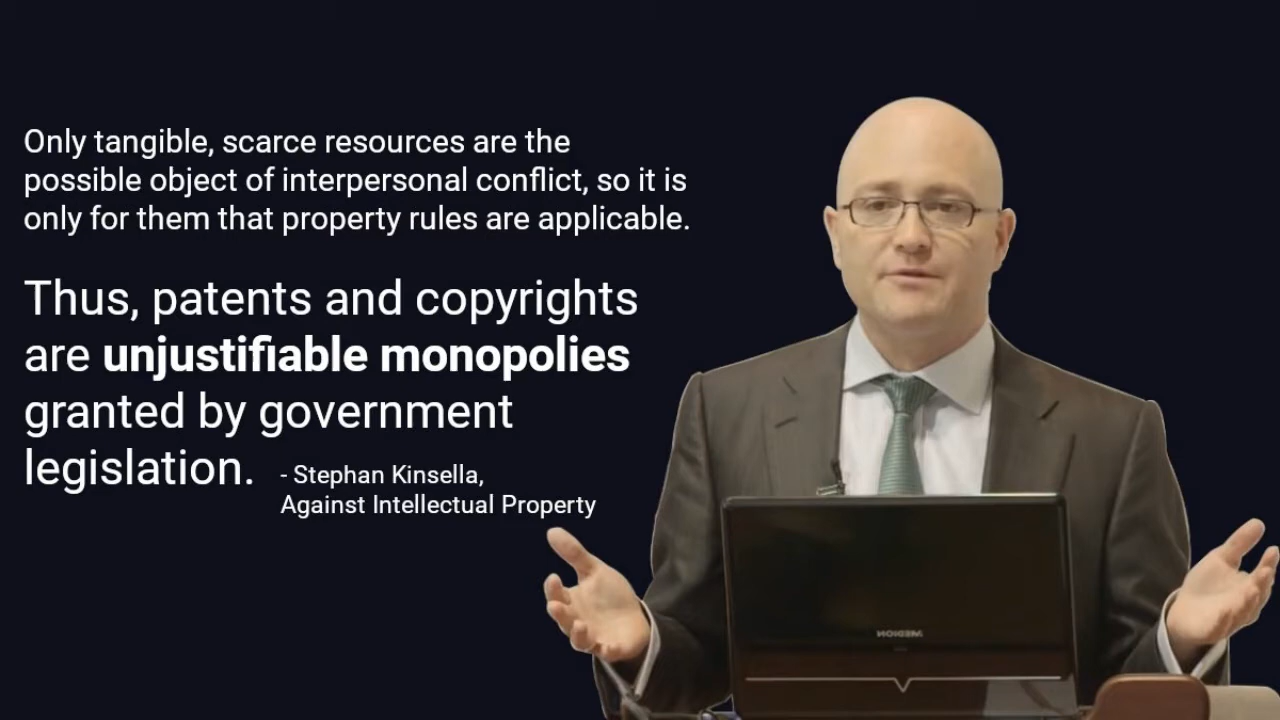 Only tangible, scarce resources are the
possible object of interpersonal conflict, so it is
only for them that property rules are applicable.
Thus, patents and copyrights
are unjustifiable monopolies
granted by government
legislation.
- Stephan Kinsella,
Against Intellectual Property
MEDION